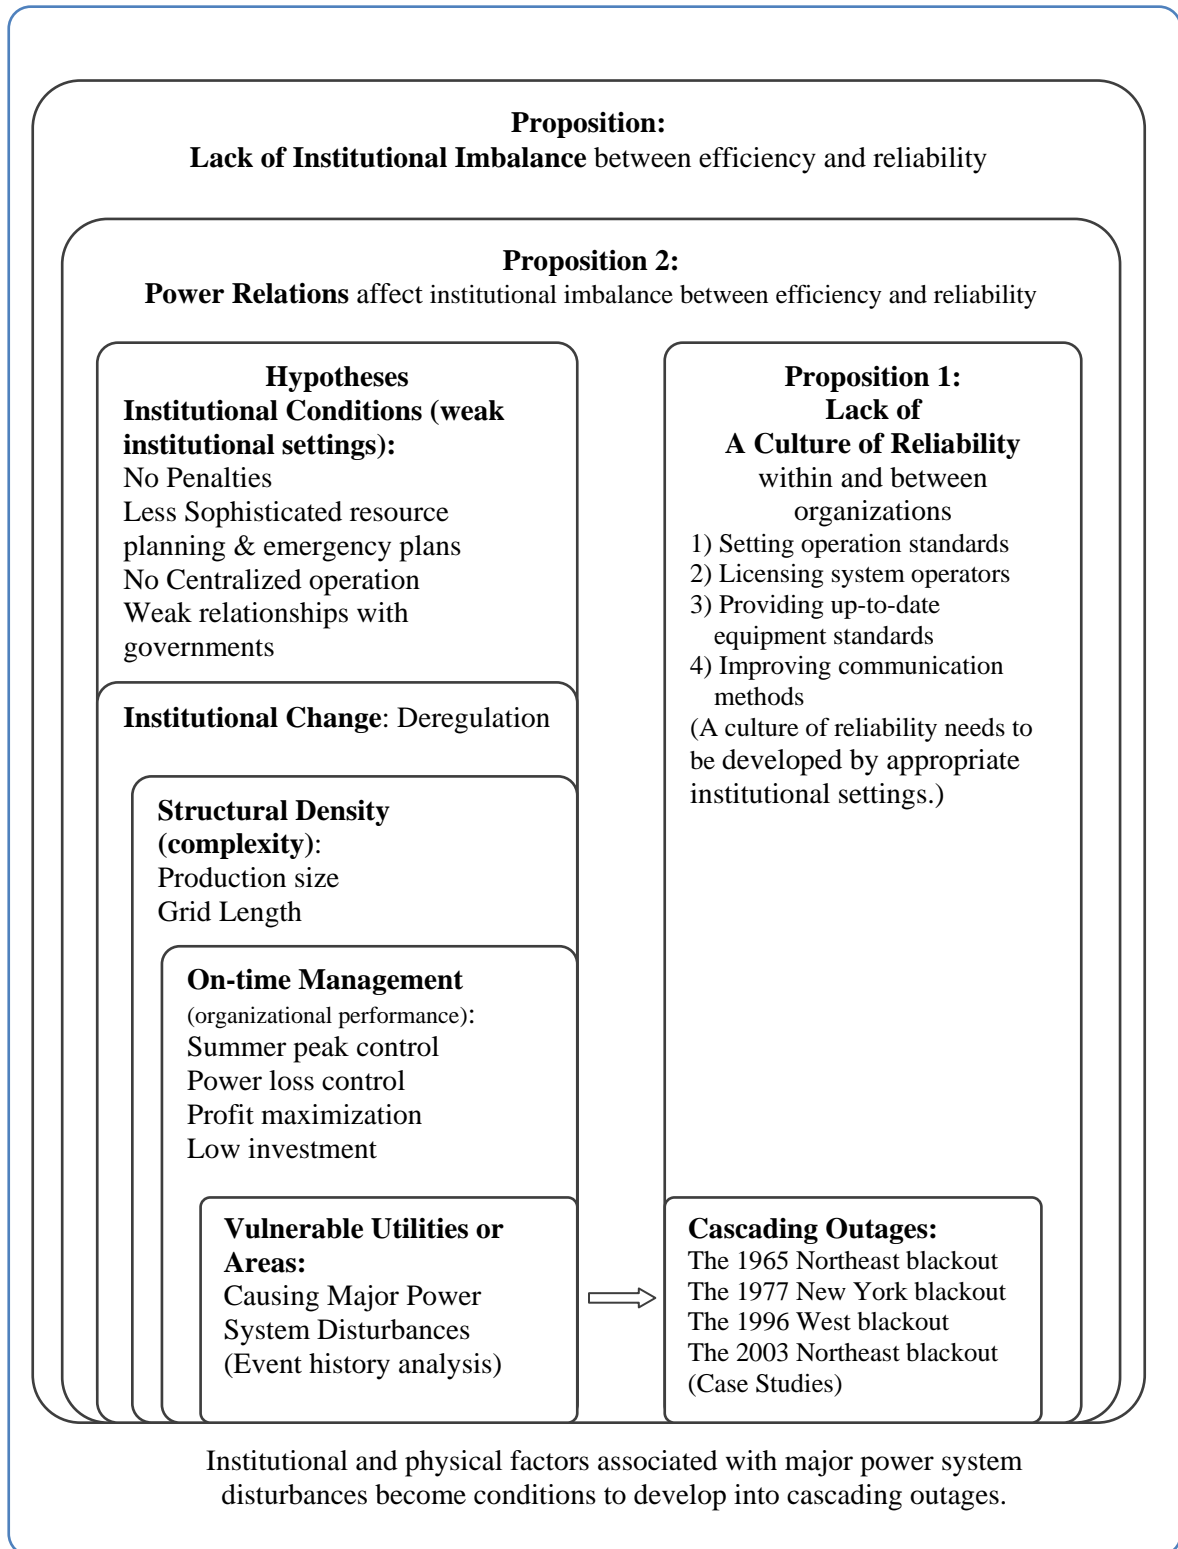 Proposition:
Lack of Institutional Imbalance between efficiency and reliability
Proposition 2:
Power Relations affect institutional imbalance between efficiency and reliability
Hypotheses
Institutional Conditions (weak
institutional settings):
No Penalties
Less Sophisticated resource
planning & emergency plans
No Centralized operation
Weak relationships with
governments
Institutional Change: Deregulation
Structural Density
(complexity):
Production size
Grid Length
On-time Management
(organizational performance):
Summer peak control
Power loss control
Profit maximization
Low investment
Vulnerable Utilities or
Areas:
Causing Major Power
System Disturbances
(Event history analysis)
Proposition 1:
Lack of
A Culture of Reliability
within and between
organizations
1) Setting operation standards
2) Licensing system operators
3) Providing up-to-date
equipment standards
4) Improving communication
methods
(A culture of reliability needs to
be developed by appropriate
institutional settings.)
Cascading Outages:
The 1965 Northeast blackout
The 1977 New York blackout
The 1996 West blackout
The 2003 Northeast blackout
(Case Studies)
Institutional and physical factors associated with major power system
disturbances become conditions to develop into cascading outages.